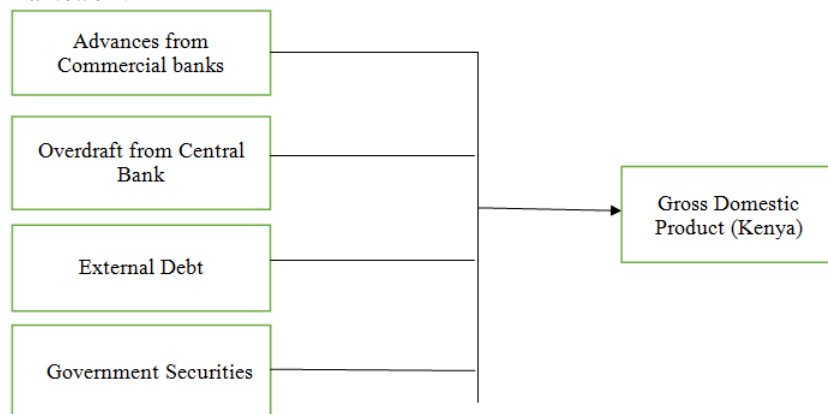 Advances from
Commercial banks
Overdraft from Central
Bank
External Debt
Government Securities
Gross Domestic
Product (Kenya)